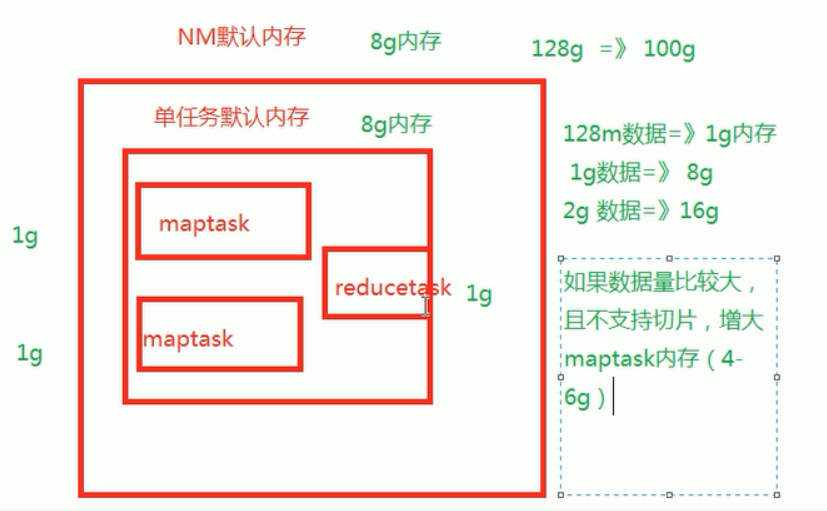 NM默认内存 8g内存 128g =》 100g
单任务默认内存 8g内存
128m数据=》1g内存
1g数据=》 8g
2g 数据=》16g
maptask
1g
reducetask 1g
maptask
1g
如果数据量比较大，
且不支持切片，增大
maptask内存（4-
6g）